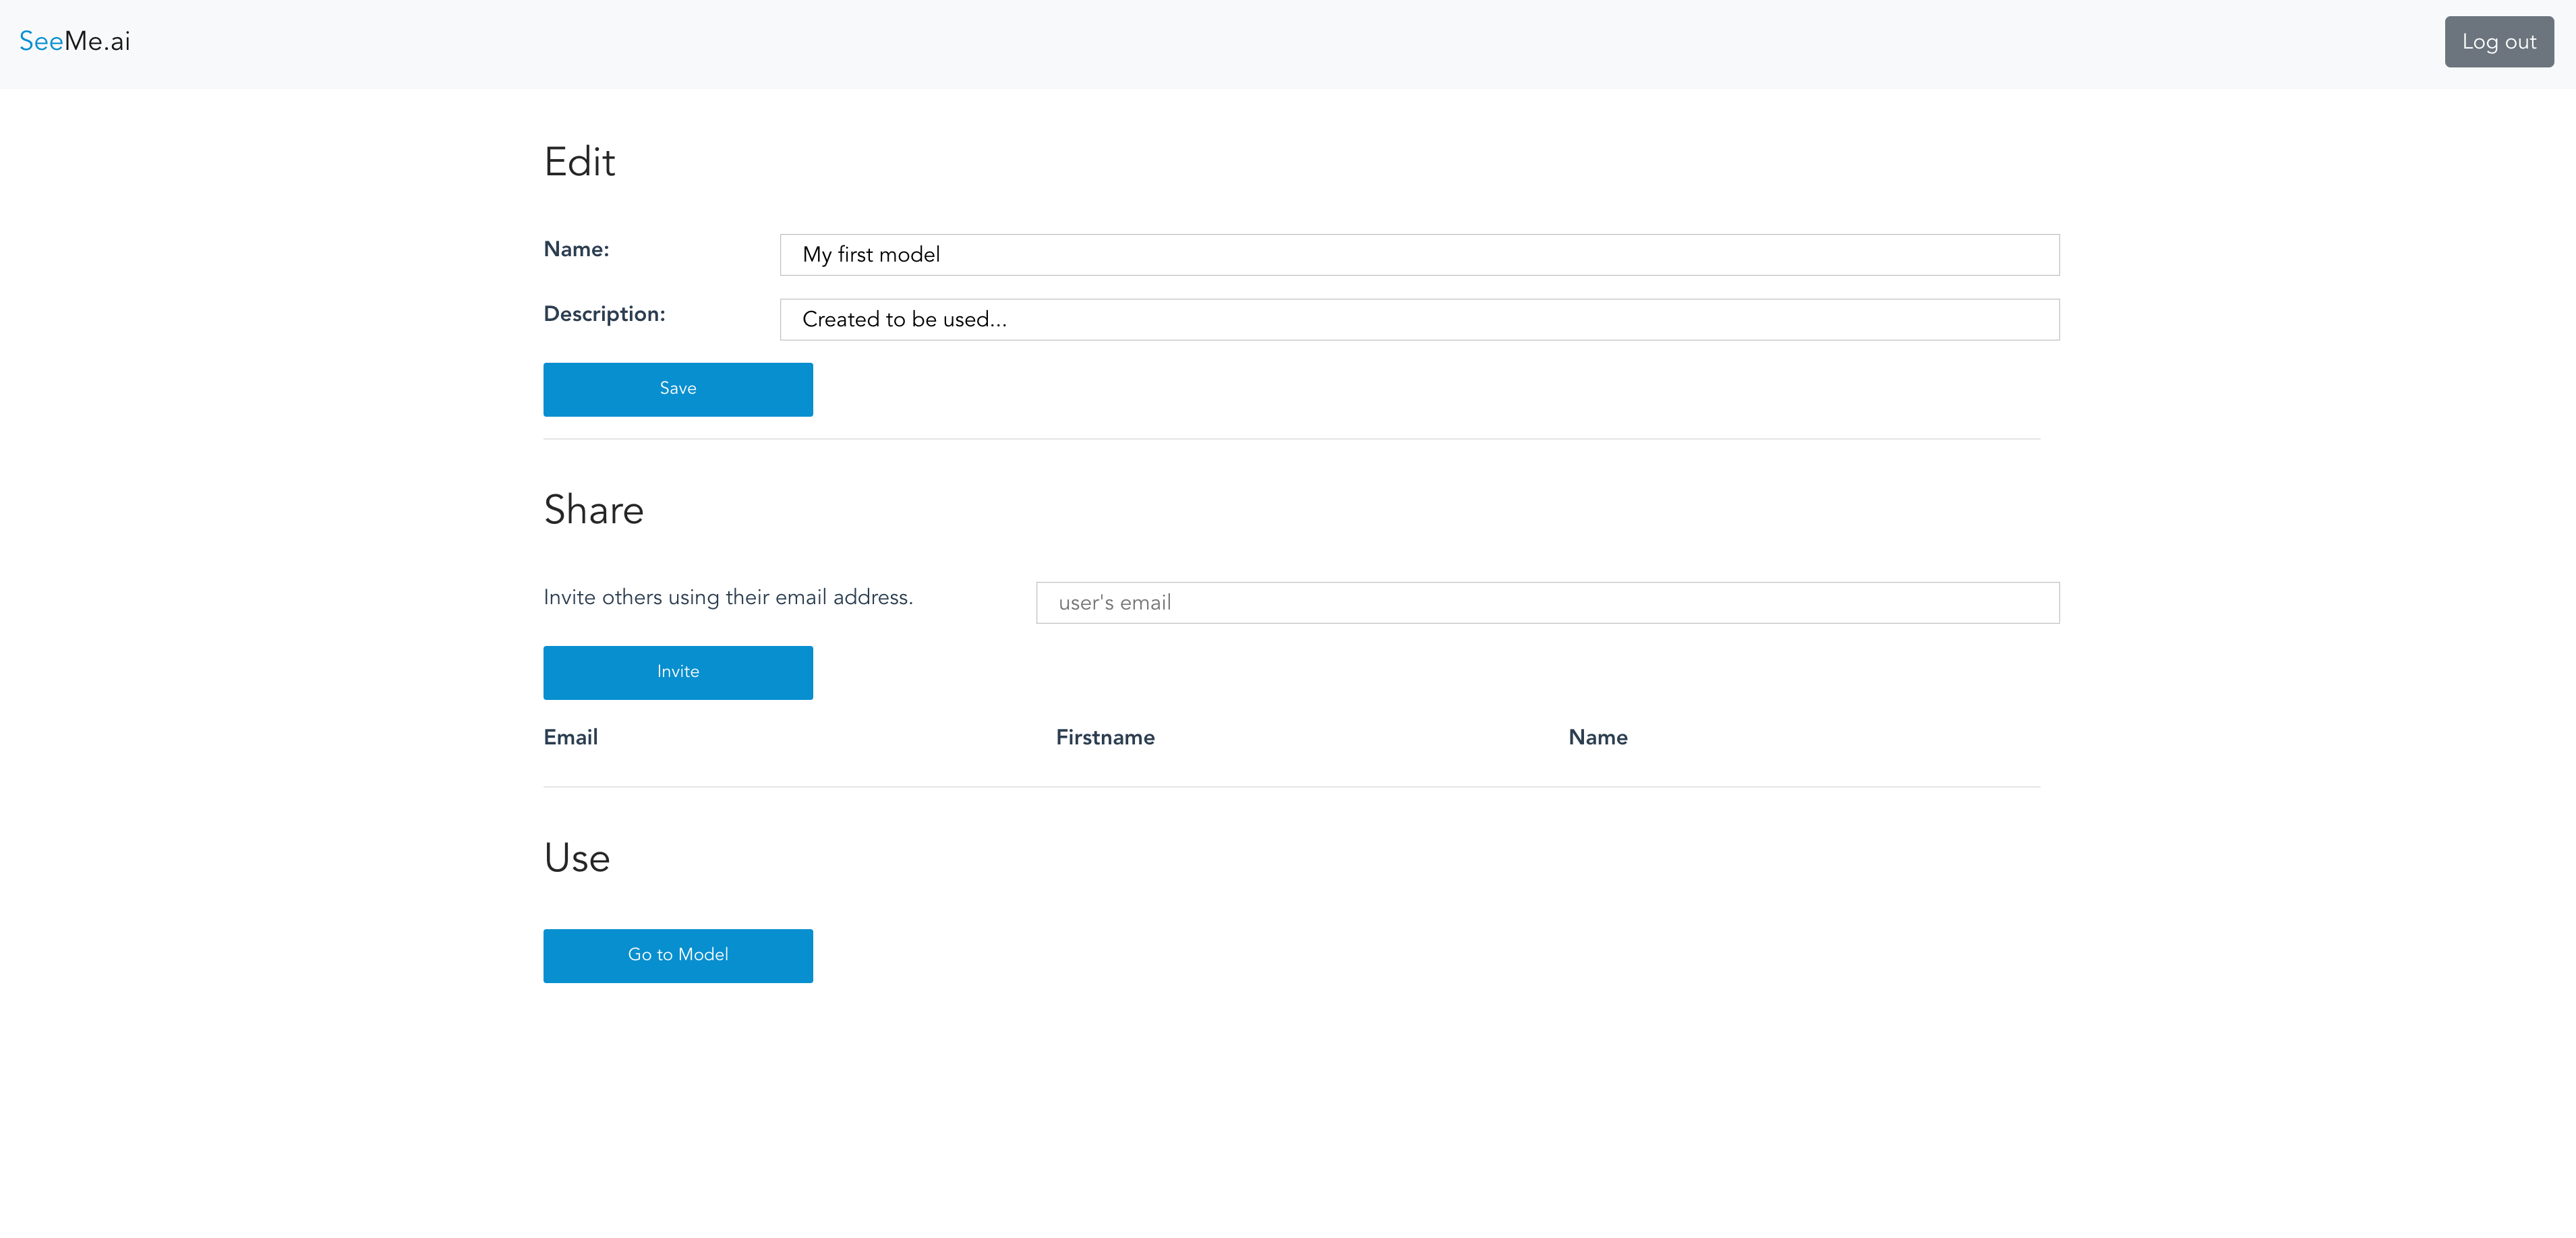 SeeMe.ai
Log out
Edit
Name:
My first model
Description:
Created to be used...
Save
Share
Invite others using their email address.
user's email
Invite
Email Firstname Name
Use
Go to Model